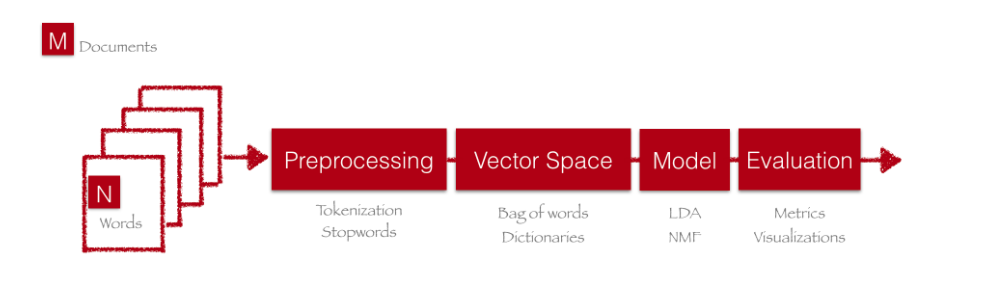 M Documents
N
Words
Preprocessing
Tokenization
Stopwords
Vector Space
Bag of words
Dictionaries
Model
LDA
NMF
Evaluation
Metrics
Visualizations